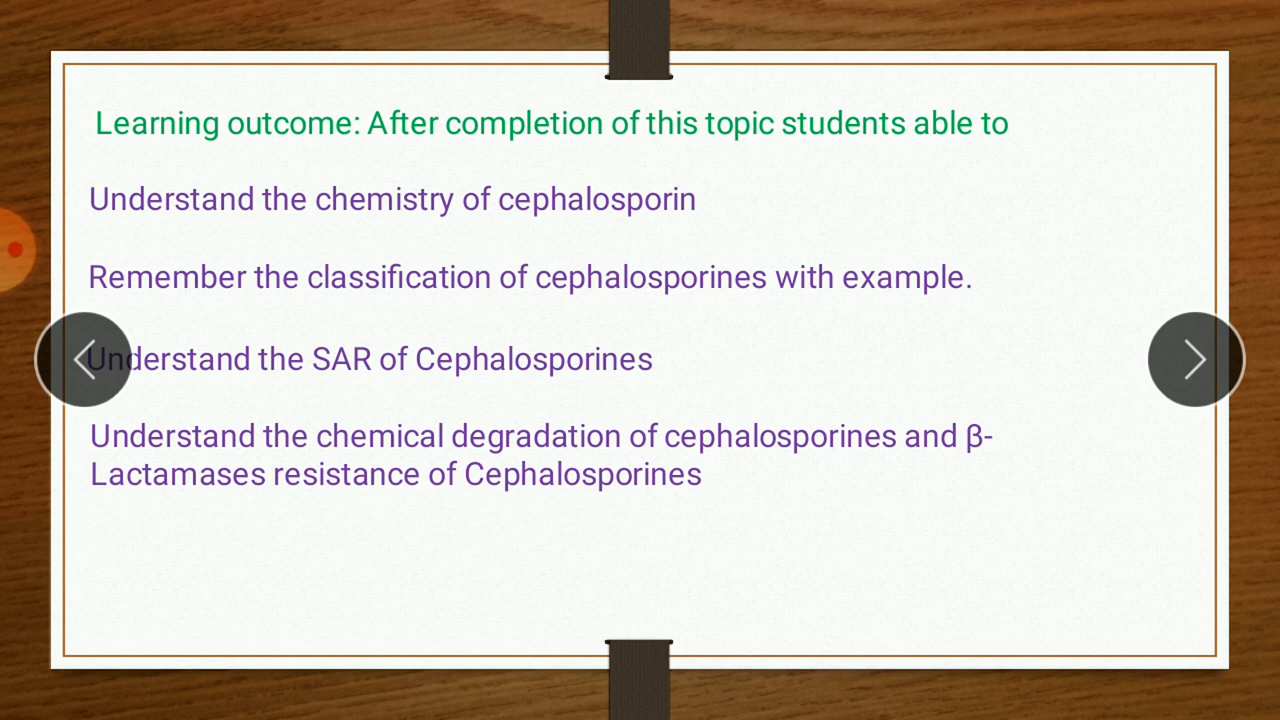 Learning outcome: After completion of this topic students able to
Understand the chemistry of cephalosporin
Remember the classification of cephalosporines with example.
Understand the SAR of Cephalosporines
Understand the chemical degradation of cephalosporines and β-
Lactamases resistance of Cephalosporines